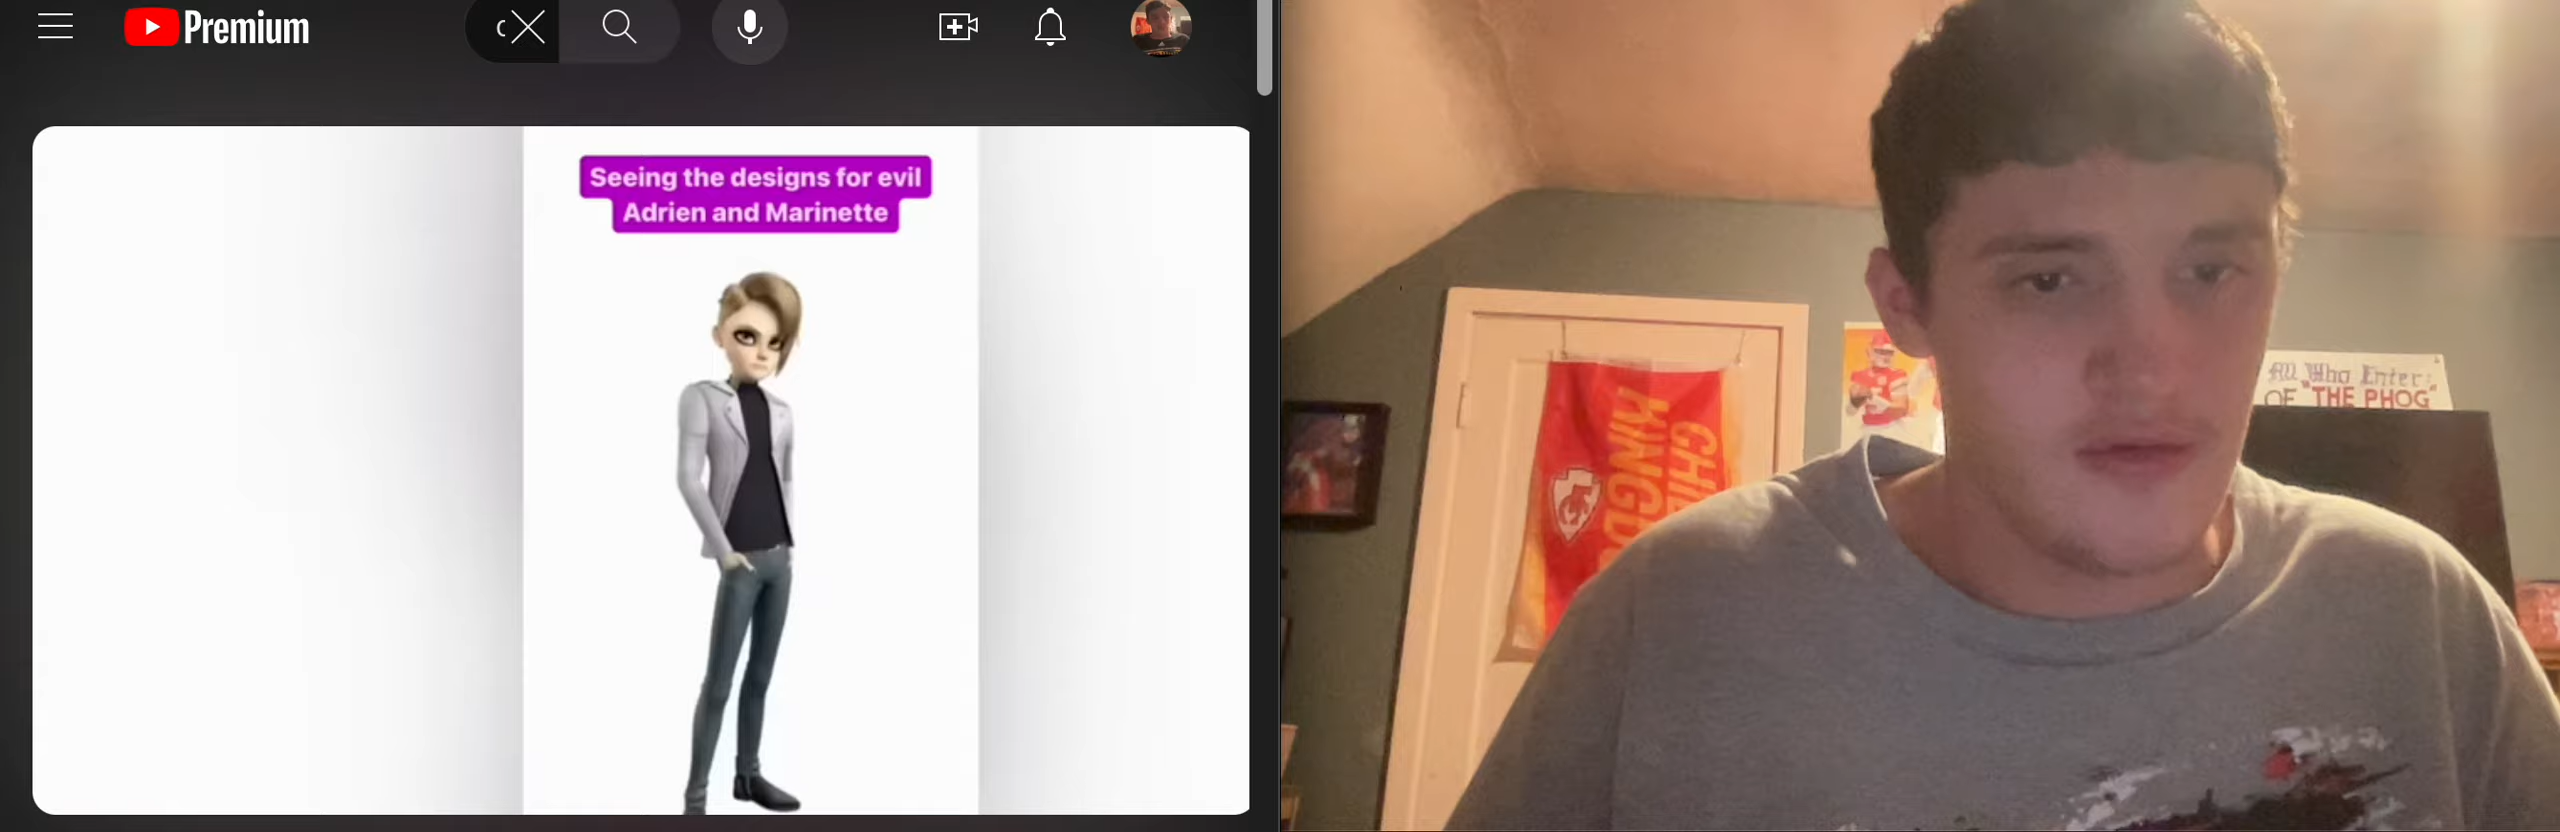 Premium
Seeing the designs for evil
Adrien and Marinette
All Who Enter:
OF "THE PHOG"